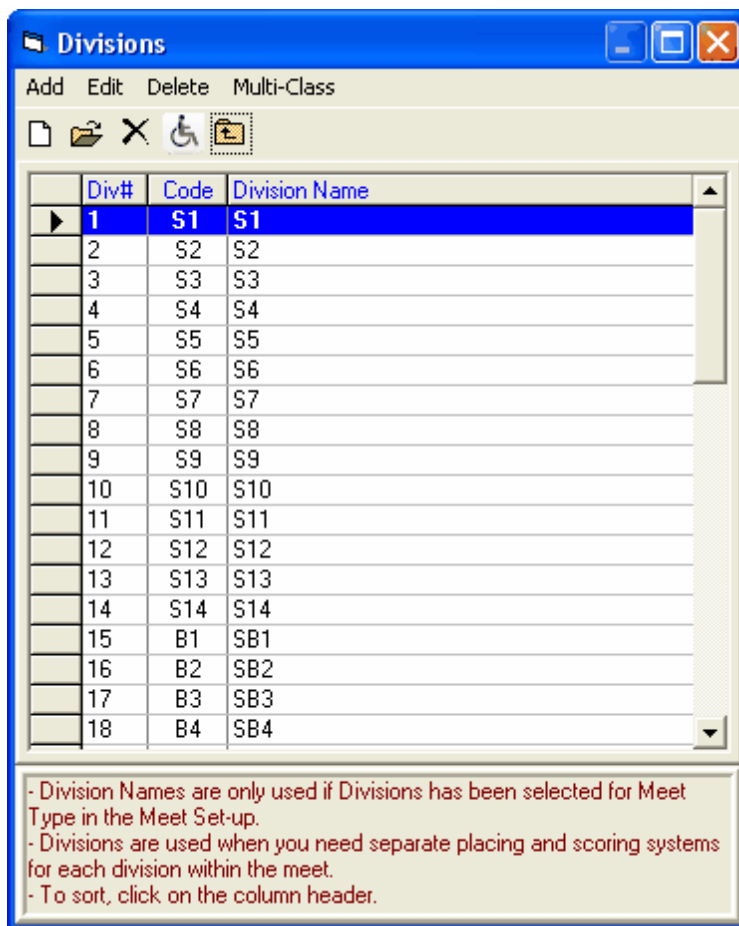 Divisions
Add Edit Delete Multi-Class
Div# Code Division Name
1 S1 S1
2 S2 S2
3 S3 S3
4 S4 S4
5 S5 S5
6 S6 S6
7 S7 S7
8 S8 S8
9 S9 S9
10 S10 S10
11 S11 S11
12 S12 S12
13 S13 S13
14 S14 S14
15 B1 SB1
16 B2 SB2
17 B3 SB3
18 B4 SB4
- Division Names are only used if Divisions has been selected for Meet
Type in the Meet Set-up.
- Divisions are used when you need separate placing and scoring systems
for each division within the meet.
- To sort, click on the column header.